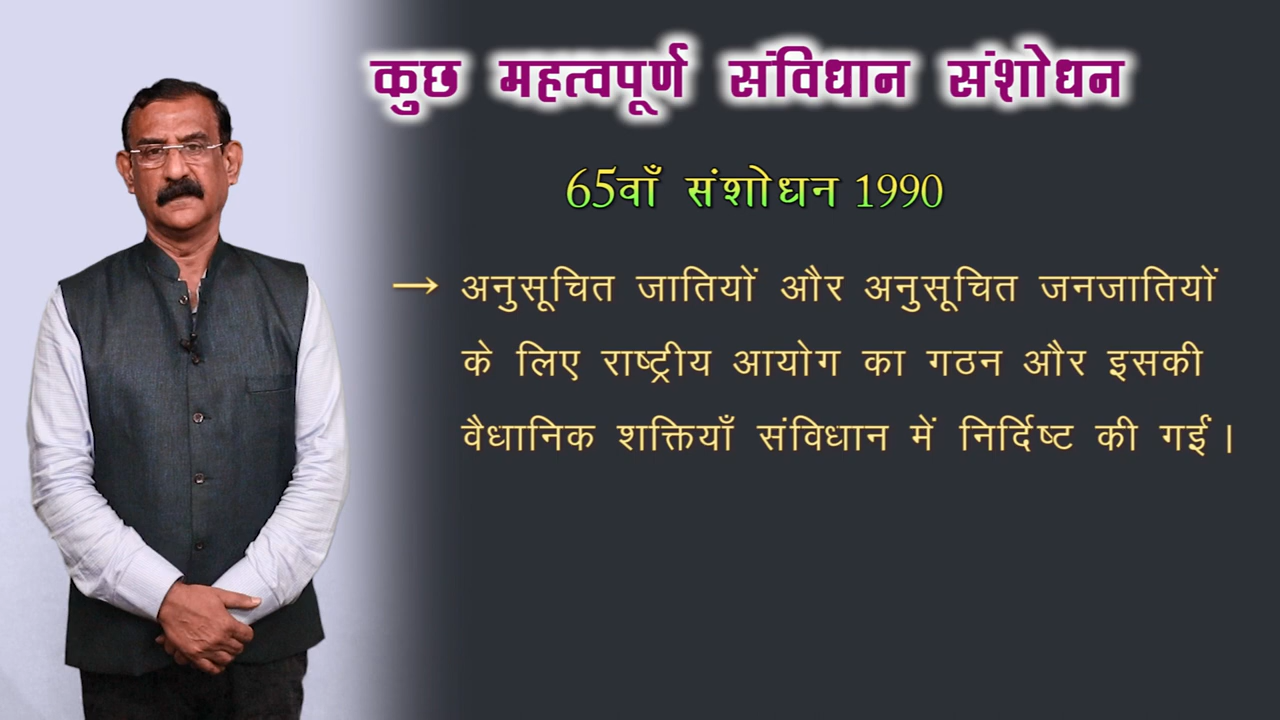 कुछ महत्वपूर्ण संविधान संशोधन
65वाँ संशोधन 1990
→ अनुसूचित जातियों और अनुसूचित जनजातियों
के लिए राष्ट्रीय आयोग का गठन और इसकी
वैधानिक शक्तियाँ संविधान में निर्दिष्ट की गईं।